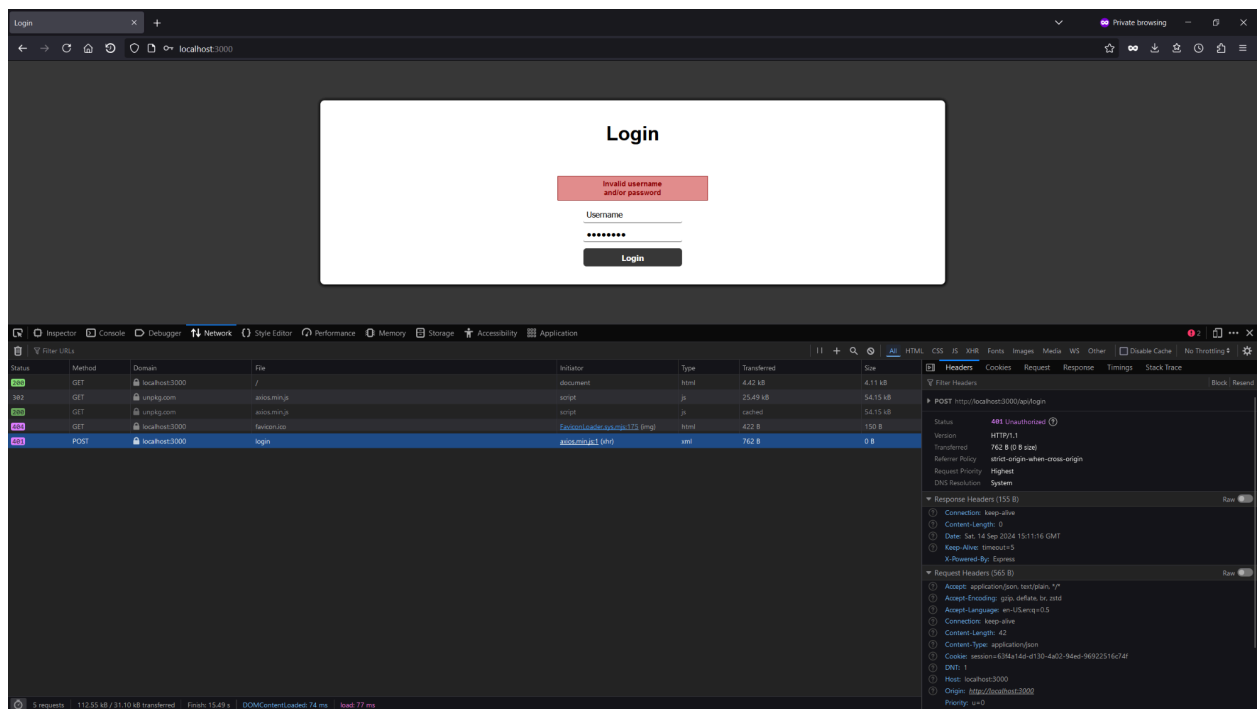 Login
Private browsing
localhost:3000
Login
Invalid username
and/or password
Username
Login
Inspector Console Debugger Network Style Editor Performance Memory Storage Accessibility Application 2
Filter URLs All HTML CSS JS XHR Fonts Images Media WS Other Disable Cache No Throttling
Status Method Domain File Initiator Type Transferred Size
200 GET localhost:3000 / document html 4.42 kB 4.11 kB
302 GET unpkg.com axios.min.js script js 25.49 kB 54.15 kB
200 GET unpkg.com axios.min.js script js cached 54.15 kB
404 GET localhost:3000 favicon.ico FaviconLoader.sys.mjs:175 (img) html 422 B 150 B
401 POST localhost:3000 login axios.min.js:1 (xhr) xml 762 B 0 B
5 requests 112.55 kB / 31.10 kB transferred Finish: 15.49 s DOMContentLoaded: 74 ms load: 77 ms
Headers Cookies Request Response Timings Stack Trace
Filter Headers Block Resend
POST http://localhost:3000/api/login
Status 401 Unauthorized
Version HTTP/1.1
Transferred 762 B (0 B size)
Referrer Policy strict-origin-when-cross-origin
Request Priority Highest
DNS Resolution System
Response Headers (155 B) Raw
Connection: keep-alive
Content-Length: 0
Date: Sat, 14 Sep 2024 15:11:16 GMT
Keep-Alive: timeout=5
X-Powered-By: Express
Request Headers (565 B) Raw
Accept: application/json, text/plain, */*
Accept-Encoding: gzip, deflate, br, zstd
Accept-Language: en-US,en;q=0.5
Connection: keep-alive
Content-Length: 42
Content-Type: application/json
Cookie: session=63f4a14d-d130-4a02-94ed-96922516c74f
DNT: 1
Host: localhost:3000
Origin: http://localhost:3000
Priority: u=0